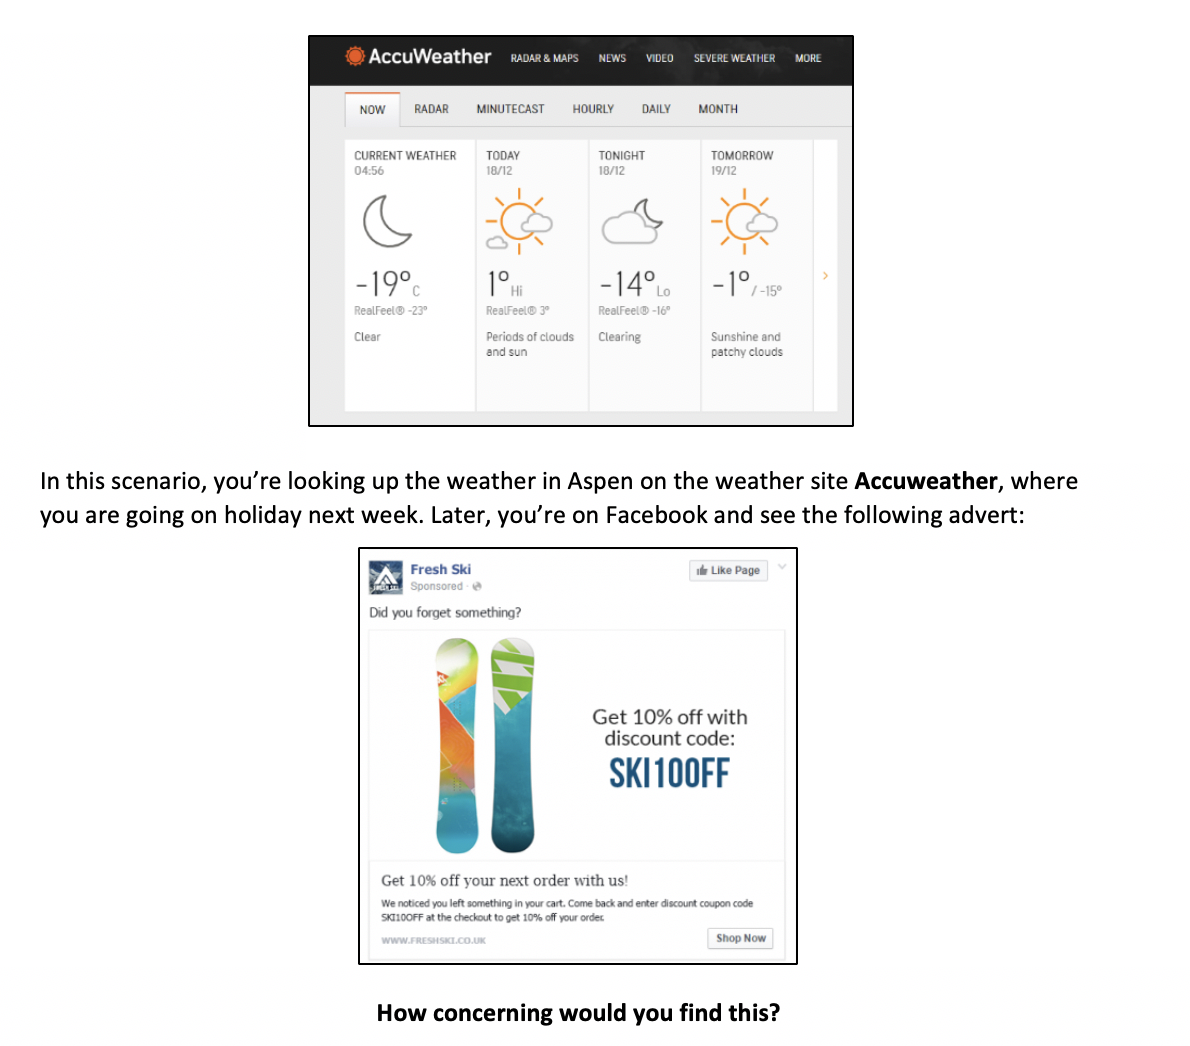 AccuWeather RADAR & MAPS NEWS VIDEO SEVERE WEATHER MORE
NOW RADAR MINUTECAST HOURLY DAILY MONTH
CURRENT WEATHER
04:56
-19°c
RealFeel® -23°
Clear
TODAY
18/12
1° Hi
RealFeel® 3°
Periods of clouds
and sun
TONIGHT
18/12
-14° Lo
RealFeel® -16°
Clearing
TOMORROW
19/12
-1° / -15°
Sunshine and
patchy clouds
In this scenario, you’re looking up the weather in Aspen on the weather site Accuweather, where
you are going on holiday next week. Later, you’re on Facebook and see the following advert:
Fresh Ski
Sponsored ·
Like Page
Did you forget something?
Get 10% off with
discount code:
SKI10OFF
Get 10% off your next order with us!
We noticed you left something in your cart. Come back and enter discount coupon code
SKI10OFF at the checkout to get 10% off your order.
WWW.FRESHSKI.CO.UK
Shop Now
How concerning would you find this?